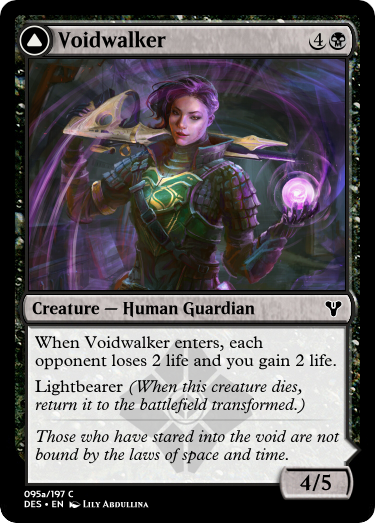 Voidwalker 4
Creature — Human Guardian
When Voidwalker enters, each
opponent loses 2 life and you gain 2 life.
Lightbearer (When this creature dies,
return it to the battlefield transformed.)
Those who have stared into the void are not
bound by the laws of space and time.
4/5
095a/197 C
DES • EN Lily Abdullina